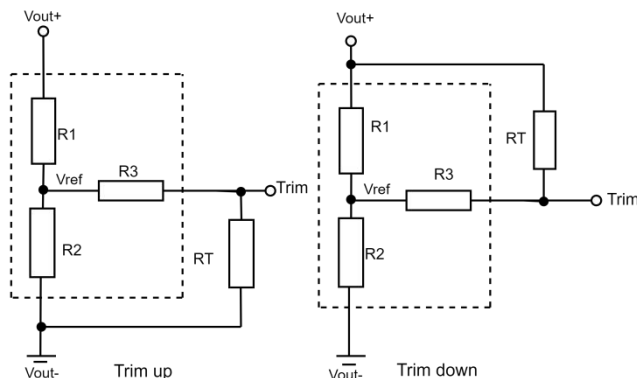 Vout+
R1
Vref
R3
Trim
R2
RT
Vout-
Trim up
Vout+
R1
RT
Vref
R3
Trim
R2
Vout-
Trim down